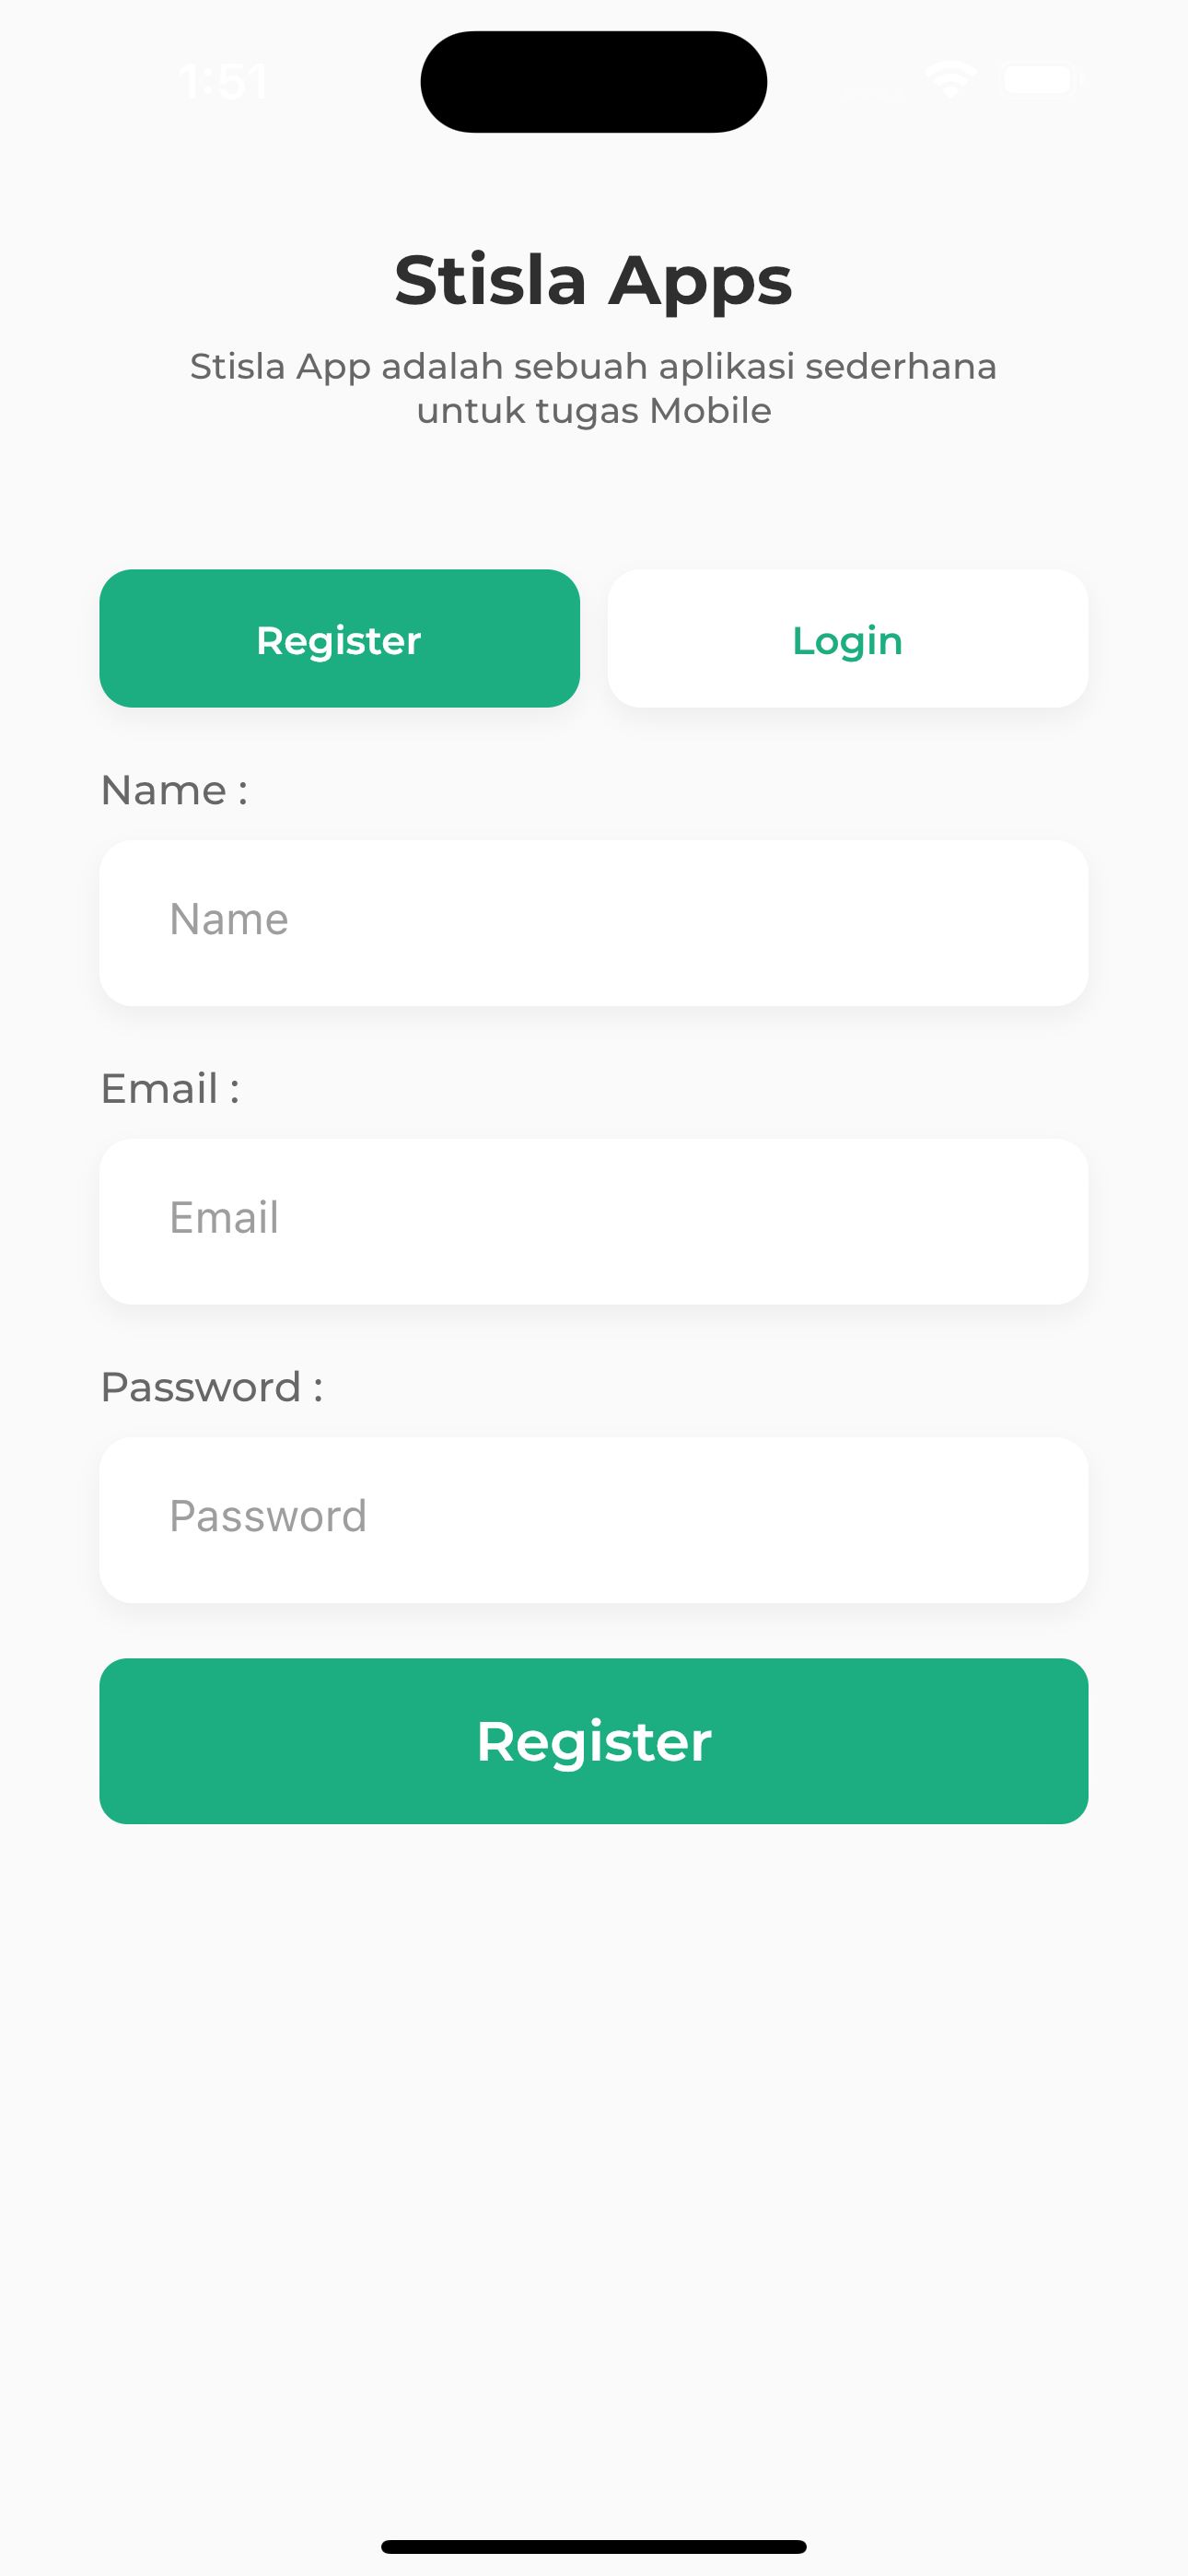 1:51
Stisla Apps
Stisla App adalah sebuah aplikasi sederhana
untuk tugas Mobile
Register
Login
Name :
Name
Email :
Email
Password :
Password
Register